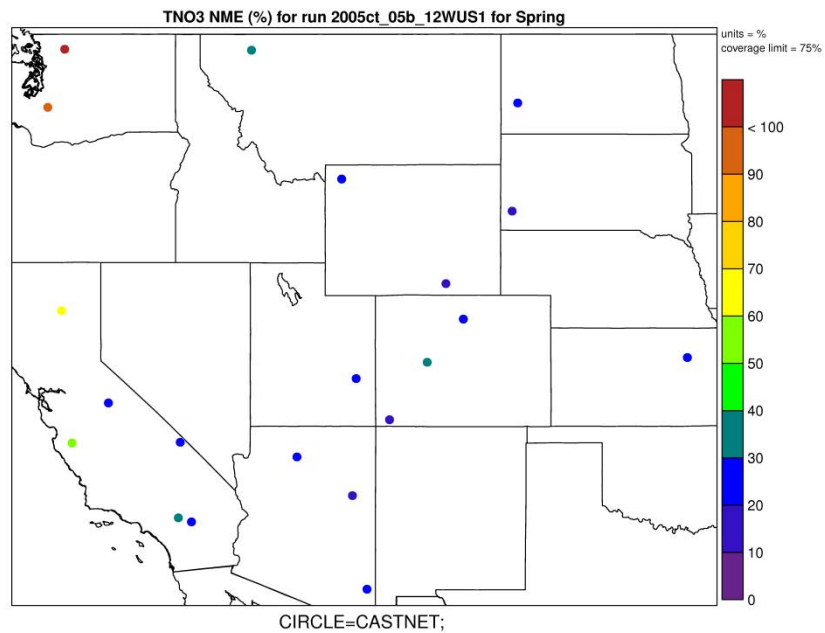 TNO3 NME (%) for run 2005ct_05b_12WUS1 for Spring
units = %
coverage limit = 75%
< 100
90
80
70
60
50
40
30
20
10
0
CIRCLE=CASTNET;